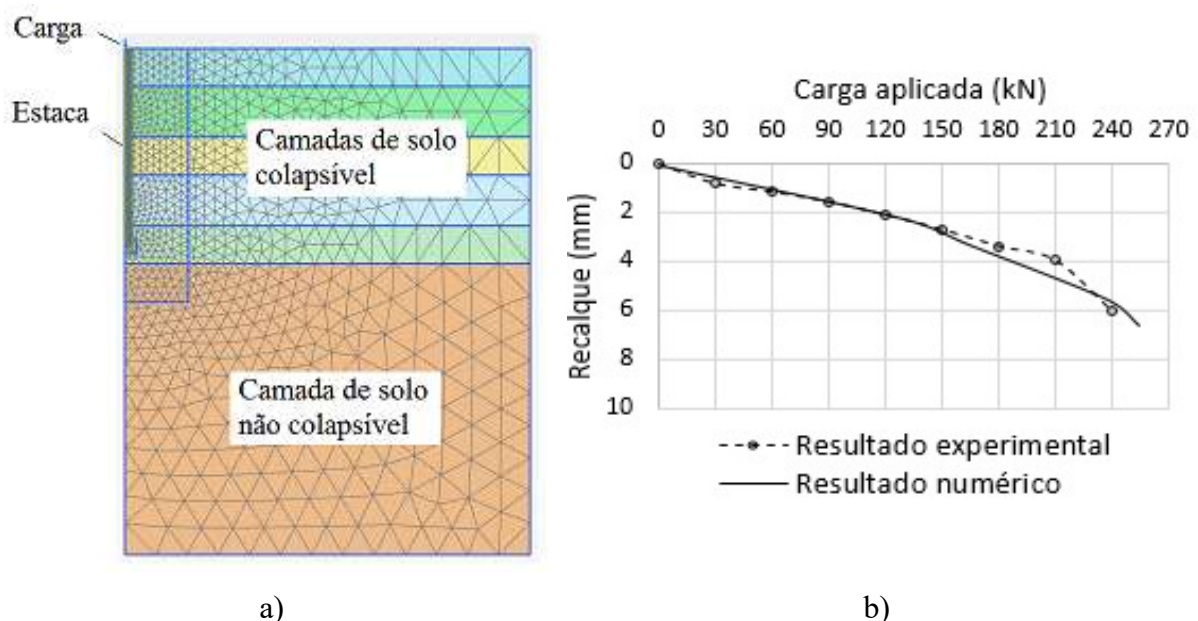 Carga
Estaca
Camadas de solo
colapsível
Camada de solo
não colapsível
a)
Carga aplicada (kN)
0 30 60 90 120 150 180 210 240 270
Recalque (mm)
0
2
4
6
8
10
Resultado experimental
Resultado numérico
b)